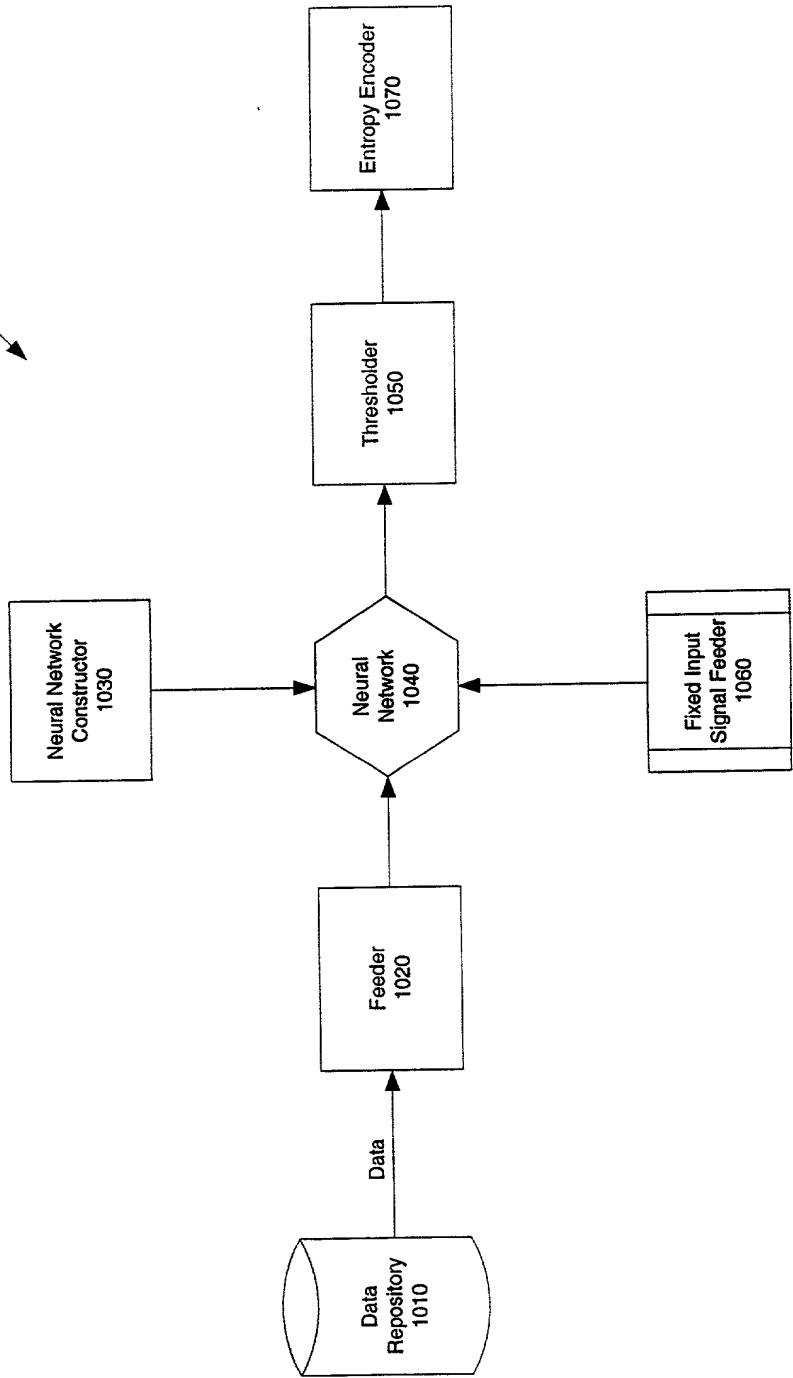 Neural Network
Constructor
1030
Data
Repository
1010
Data
Feeder
1020
Neural
Network
1040
Thresholder
1050
Entropy Encoder
1070
Fixed Input
Signal Feeder
1060